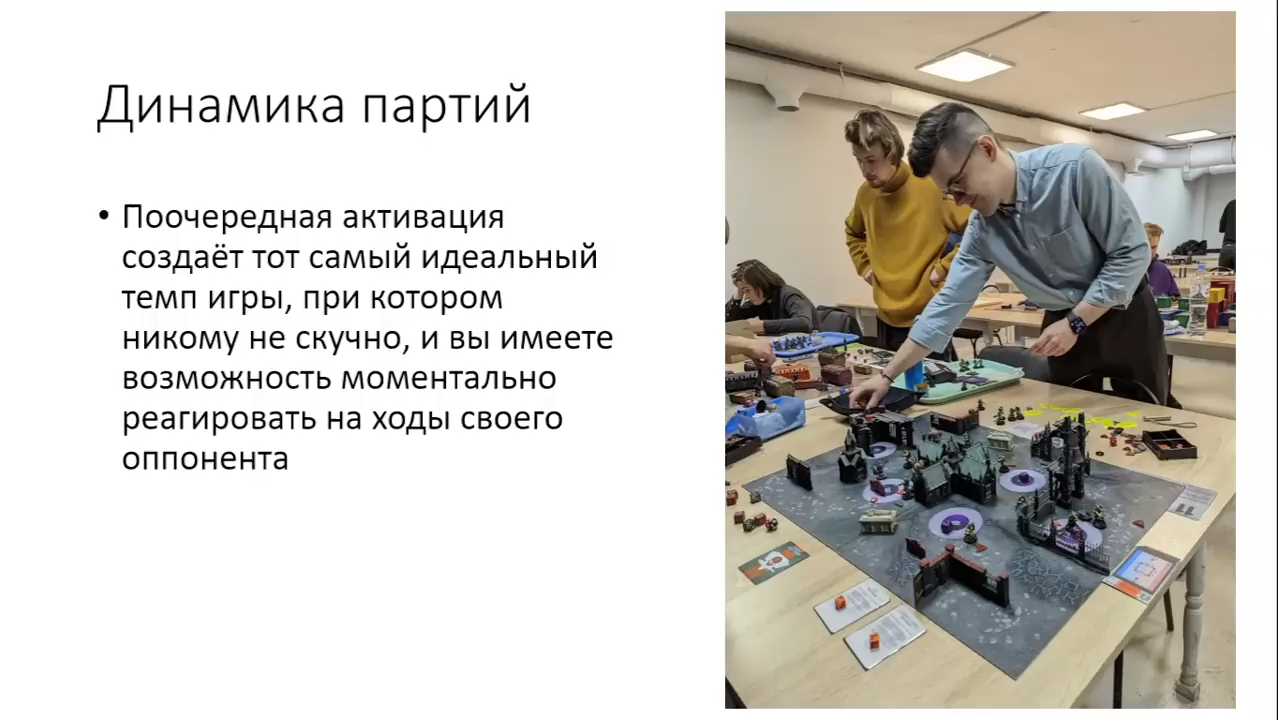 Динамика партий
• Поочередная активация
создаёт тот самый идеальный
темп игры, при котором
никому не скучно, и вы имеете
возможность моментально
реагировать на ходы своего
оппонента